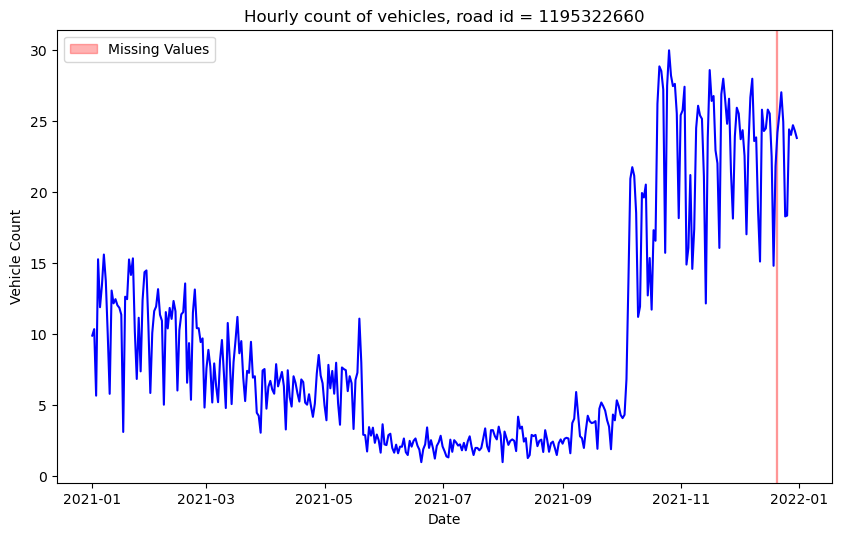 Hourly count of vehicles, road id = 1195322660
Missing Values
Vehicle Count
30
25
20
15
10
5
0
2021-01 2021-03 2021-05 2021-07 2021-09 2021-11 2022-01
Date